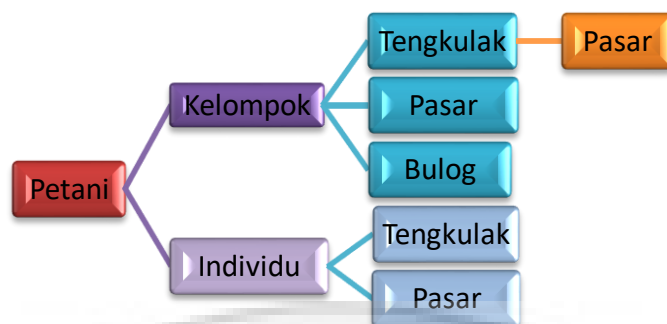 Tengkulak
Pasar
Kelompok
Pasar
Bulog
Petani
Tengkulak
Individu
Pasar